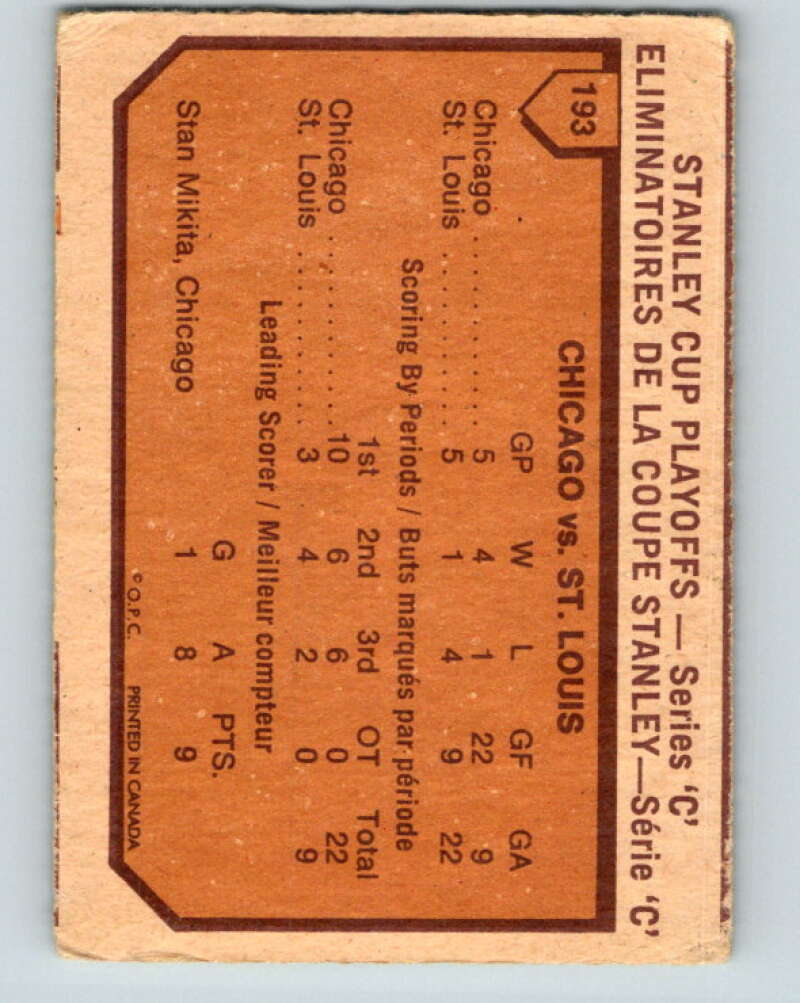 STANLEY CUP PLAYOFFS — Series ‘C’
ELIMINATOIRES DE LA COUPE STANLEY—Série ‘C’
193
CHICAGO vs. ST. LOUIS
GP W L GF GA
Chicago . . . . . . . . . . . 5 4 1 22 9
St. Louis . . . . . . . . . . 5 1 4 9 22
Scoring By Periods / Buts marqués par période
1st 2nd 3rd OT Total
Chicago . . . . . . . . . . . 10 6 6 0 22
St. Louis . . . . . . . . . . 3 4 2 0 9
Leading Scorer / Meilleur compteur
G A PTS.
Stan Mikita, Chicago 1 8 9
© O.P.C. PRINTED IN CANADA